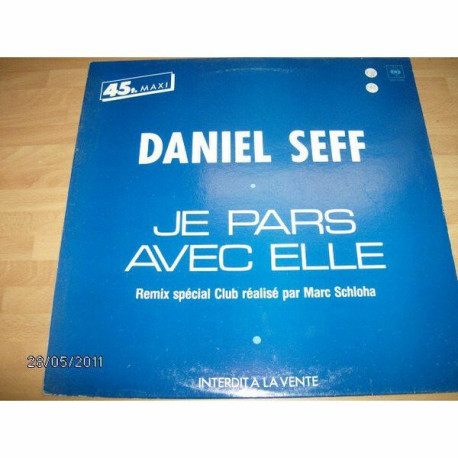 45t. MAXI
CBS
DANIEL SEFF
JE PARS
AVEC ELLE
Remix spécial Club réalisé par Marc Schloha
28/05/2011
INTERDIT A LA VENTE